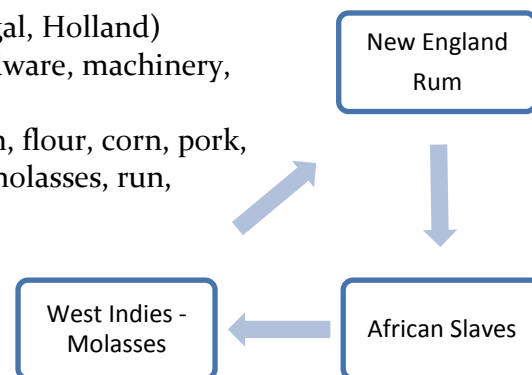 gal, Holland)
ware, machinery,
flour, corn, pork,
molasses, run,
New England
Rum
West Indies -
Molasses
African Slaves